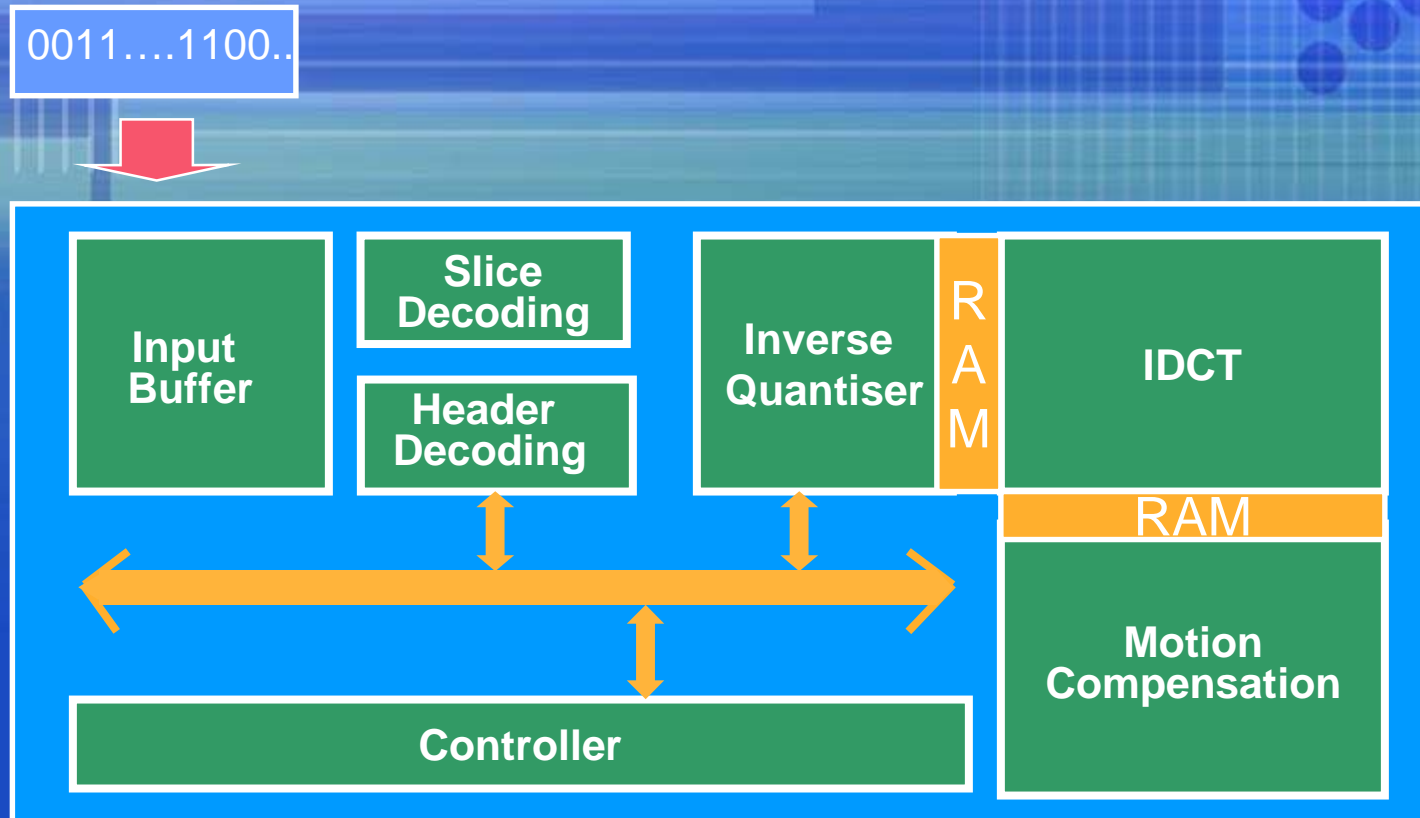 0011….1100..
Input
Buffer
Slice
Decoding
Header
Decoding
Inverse
Quantiser
R
A
M
IDCT
RAM
Motion
Compensation
Controller